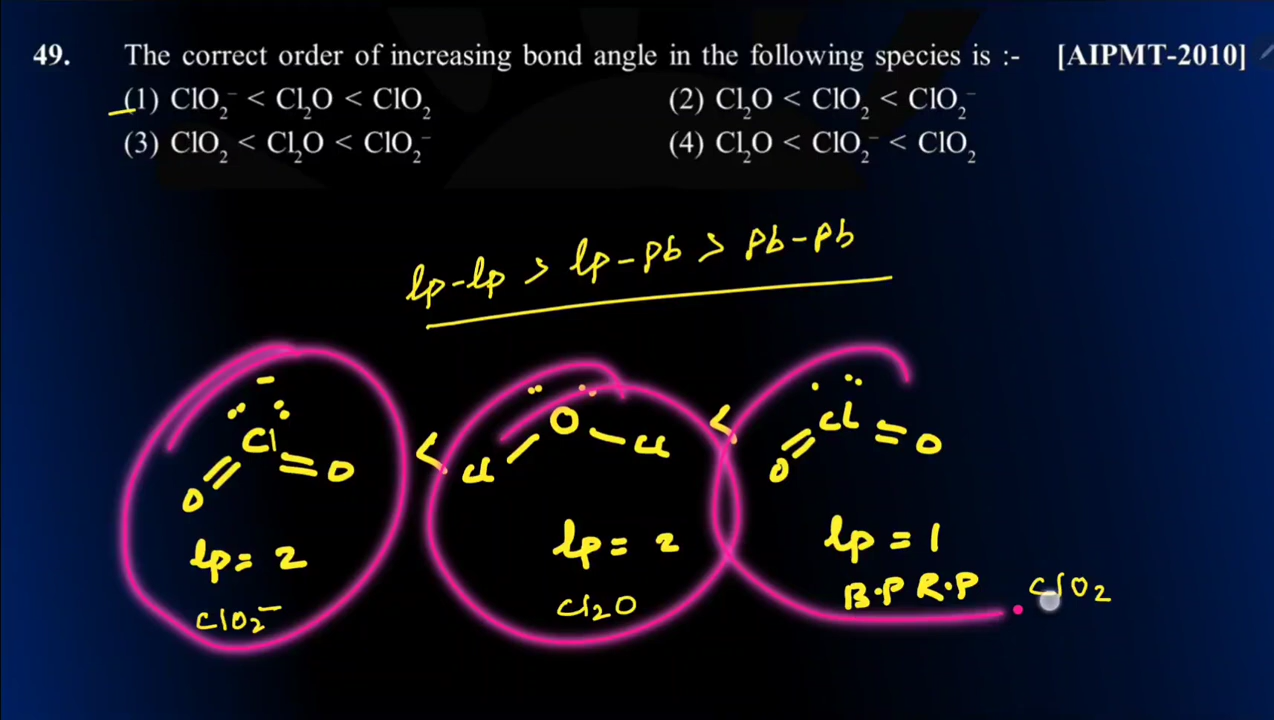 49. The correct order of increasing bond angle in the following species is :- [AIPMT-2010]
(1) ClO₂⁻ < Cl₂O < ClO₂ (2) Cl₂O < ClO₂ < ClO₂⁻
(3) ClO₂ < Cl₂O < ClO₂⁻ (4) Cl₂O < ClO₂⁻ < ClO₂
lp-lp > lp-pb > pb-pb
Cl O O < O Cl Cl < Cl O O
lp = 2 lp = 2 lp = 1
B.P R.P
ClO₂⁻ Cl₂O ClO₂